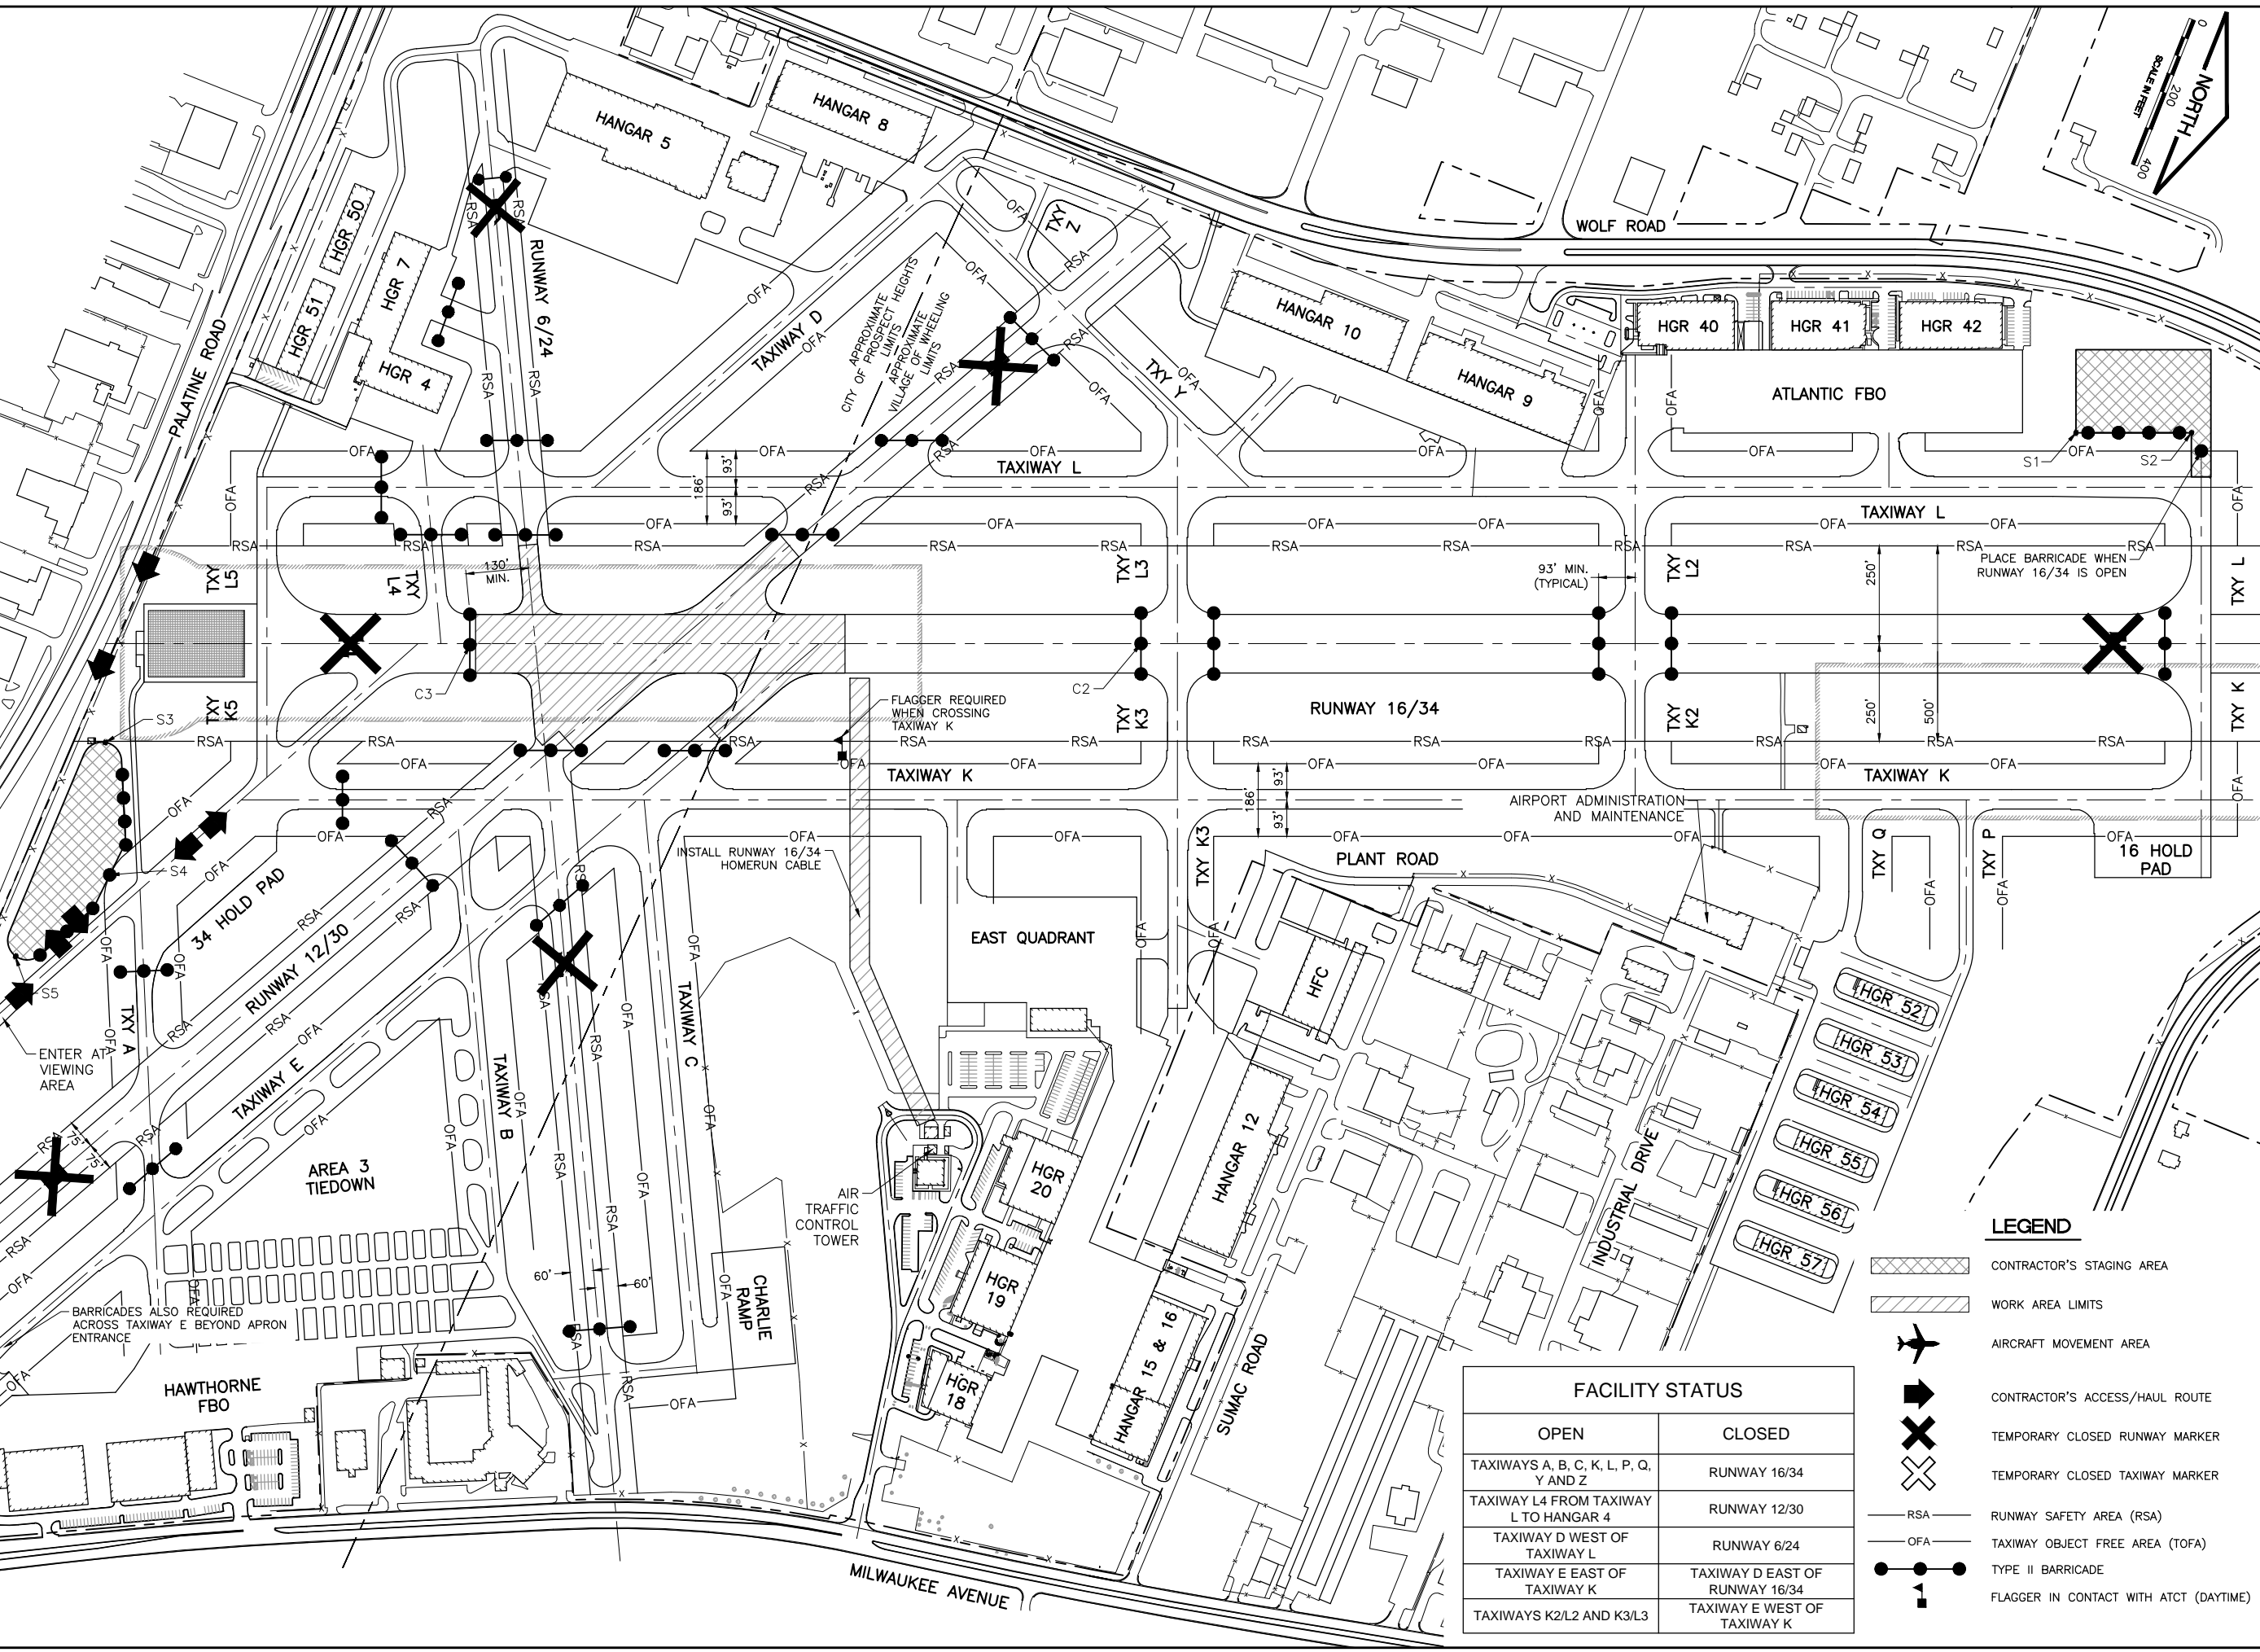 NORTH
0
200
400
SCALE IN FEET
HANGAR 5
HANGAR 8
HGR 50
HGR 51
HGR 7
HGR 4
PALATINE ROAD
RUNWAY 6/24
TAXIWAY D
APPROXIMATE
CITY OF PROSPECT HEIGHTS
LIMITS
APPROXIMATE
VILLAGE OF WHEELING
LIMITS
TXY
Z
TXY Y
HANGAR 10
HANGAR 9
WOLF ROAD
HGR 40
HGR 41
HGR 42
ATLANTIC FBO
S1
S2
RSA
OFA
TAXIWAY L
186'
93'
93'
TAXIWAY L
PLACE BARRICADE WHEN
RUNWAY 16/34 IS OPEN
TXY
L5
TXY
L4
130'
MIN.
TXY
L3
93' MIN.
(TYPICAL)
TXY
L2
250'
TXY L
C3
C2
TXY
K5
S3
FLAGGER REQUIRED
WHEN CROSSING
TAXIWAY K
TXY
K3
RUNWAY 16/34
TXY
K2
250'
500'
TXY K
TAXIWAY K
TAXIWAY K
186'
93'
93'
AIRPORT ADMINISTRATION
AND MAINTENANCE
S4
34 HOLD PAD
INSTALL RUNWAY 16/34
HOMERUN CABLE
TXY K3
PLANT ROAD
TXY Q
TXY P
16 HOLD
PAD
S5
RUNWAY 12/30
EAST QUADRANT
HFC
HGR 52
HGR 53
HGR 54
HGR 55
HGR 56
HGR 57
TXY A
ENTER AT
VIEWING
AREA
TAXIWAY E
TAXIWAY B
TAXIWAY C
75'
75'
AREA 3
TIEDOWN
AIR
TRAFFIC
CONTROL
TOWER
HGR
20
HGR
19
HGR
18
HANGAR 12
HANGAR 15 & 16
INDUSTRIAL DRIVE
SUMAC ROAD
60'
60'
CHARLIE
RAMP
BARRICADES ALSO REQUIRED
ACROSS TAXIWAY E BEYOND APRON
ENTRANCE
HAWTHORNE
FBO
MILWAUKEE AVENUE
FACILITY STATUS
OPEN
CLOSED
TAXIWAYS A, B, C, K, L, P, Q,
Y AND Z
RUNWAY 16/34
TAXIWAY L4 FROM TAXIWAY
L TO HANGAR 4
RUNWAY 12/30
TAXIWAY D WEST OF
TAXIWAY L
RUNWAY 6/24
TAXIWAY E EAST OF
TAXIWAY K
TAXIWAY D EAST OF
RUNWAY 16/34
TAXIWAYS K2/L2 AND K3/L3
TAXIWAY E WEST OF
TAXIWAY K
LEGEND
CONTRACTOR'S STAGING AREA
WORK AREA LIMITS
AIRCRAFT MOVEMENT AREA
CONTRACTOR'S ACCESS/HAUL ROUTE
TEMPORARY CLOSED RUNWAY MARKER
TEMPORARY CLOSED TAXIWAY MARKER
RSA
RUNWAY SAFETY AREA (RSA)
OFA
TAXIWAY OBJECT FREE AREA (TOFA)
TYPE II BARRICADE
FLAGGER IN CONTACT WITH ATCT (DAYTIME)